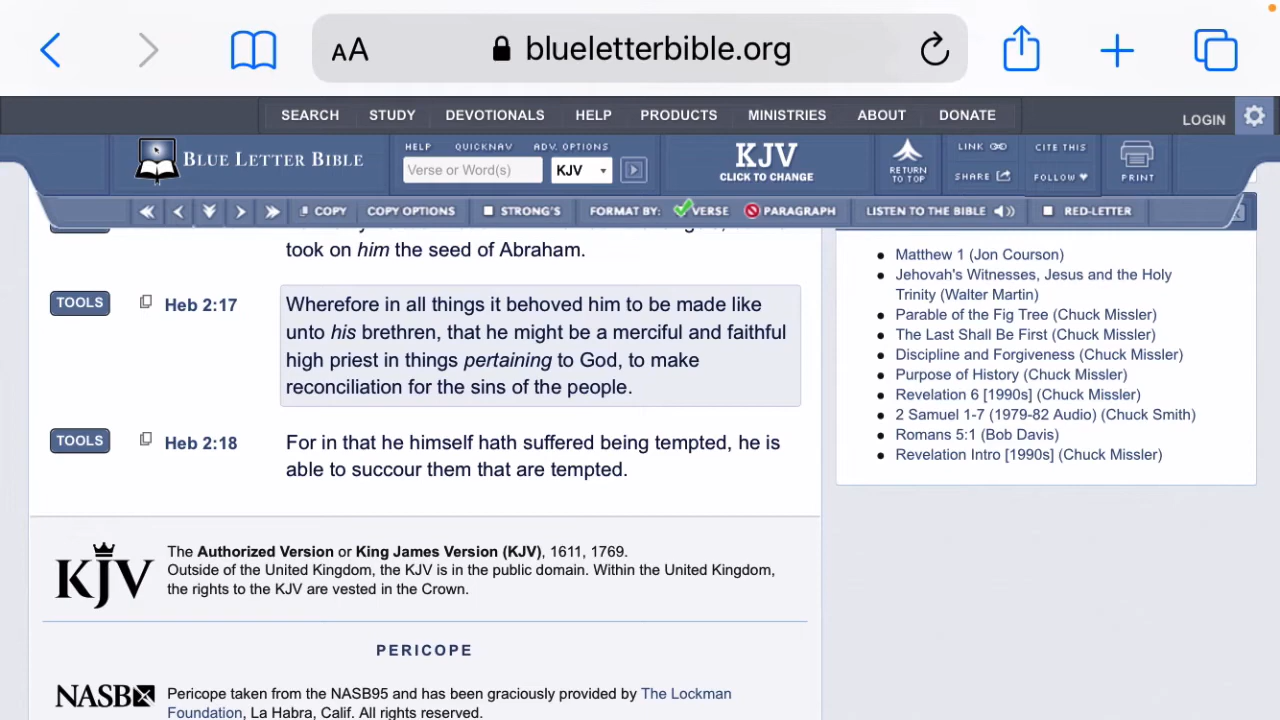 AA blueletterbible.org
SEARCH STUDY DEVOTIONALS HELP PRODUCTS MINISTRIES ABOUT DONATE LOGIN
BLUE LETTER BIBLE
HELP QUICKNAV ADV. OPTIONS
Verse or Word(s) KJV
KJV
CLICK TO CHANGE
RETURN
TO TOP
LINK
SHARE
CITE THIS
FOLLOW
PRINT
COPY COPY OPTIONS STRONG'S FORMAT BY: VERSE PARAGRAPH LISTEN TO THE BIBLE RED-LETTER
took on him the seed of Abraham.
TOOLS Heb 2:17 Wherefore in all things it behoved him to be made like
unto his brethren, that he might be a merciful and faithful
high priest in things pertaining to God, to make
reconciliation for the sins of the people.
TOOLS Heb 2:18 For in that he himself hath suffered being tempted, he is
able to succour them that are tempted.
KJV
The Authorized Version or King James Version (KJV), 1611, 1769.
Outside of the United Kingdom, the KJV is in the public domain. Within the United Kingdom,
the rights to the KJV are vested in the Crown.
PERICOPE
NASB
Pericope taken from the NASB95 and has been graciously provided by The Lockman
Foundation, La Habra, Calif. All rights reserved.
Matthew 1 (Jon Courson)
Jehovah's Witnesses, Jesus and the Holy
Trinity (Walter Martin)
Parable of the Fig Tree (Chuck Missler)
The Last Shall Be First (Chuck Missler)
Discipline and Forgiveness (Chuck Missler)
Purpose of History (Chuck Missler)
Revelation 6 [1990s] (Chuck Missler)
2 Samuel 1-7 (1979-82 Audio) (Chuck Smith)
Romans 5:1 (Bob Davis)
Revelation Intro [1990s] (Chuck Missler)